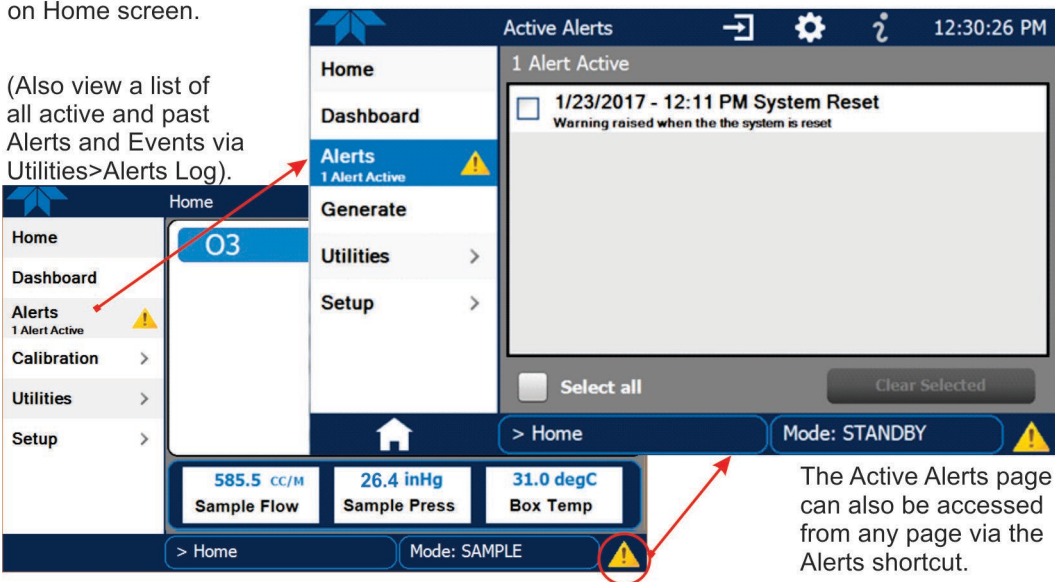 on Home screen.
(Also view a list of
all active and past
Alerts and Events via
Utilities>Alerts Log).
Active Alerts
12:30:26 PM
Home
Dashboard
Alerts
1 Alert Active
Generate
Utilities >
Setup >
1 Alert Active
1/23/2017 - 12:11 PM System Reset
Warning raised when the the system is reset
Select all
Clear Selected
> Home
Mode: STANDBY
Home
Home
Dashboard
Alerts
1 Alert Active
Calibration >
Utilities >
Setup >
O3
585.5 CC/M
Sample Flow
26.4 inHg
Sample Press
31.0 degC
Box Temp
> Home
Mode: SAMPLE
The Active Alerts page
can also be accessed
from any page via the
Alerts shortcut.